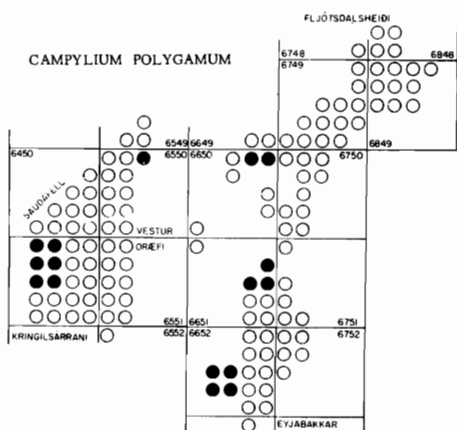 FLJÓTSDALSHEIÐI
CAMPYLIUM POLYGAMUM
6748 6848
6749
6450 6549 6649 6849
6550 6650 6750
SAUÐAFELL
VESTUR
ÖRÆFI
6551 6651 6751
KRINGILSÁRRANI 6552 6652 6752
EYJABAKKAR